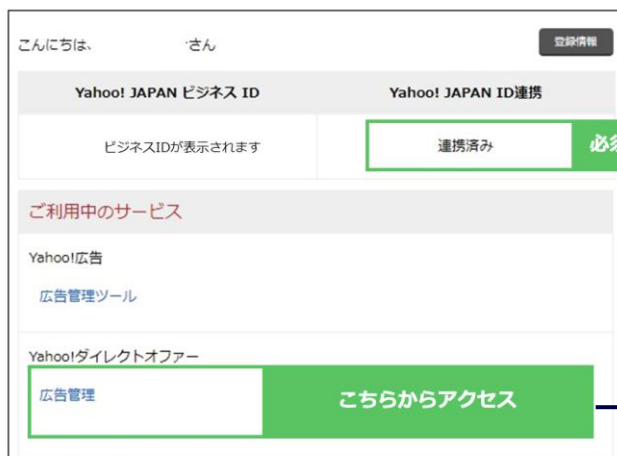 こんにちは、 さん
登録情報
Yahoo! JAPAN ビジネス ID
Yahoo! JAPAN ID連携
ビジネスIDが表示されます
連携済み
必須
ご利用中のサービス
Yahoo!広告
広告管理ツール
Yahoo!ダイレクトオファー
広告管理
こちらからアクセス